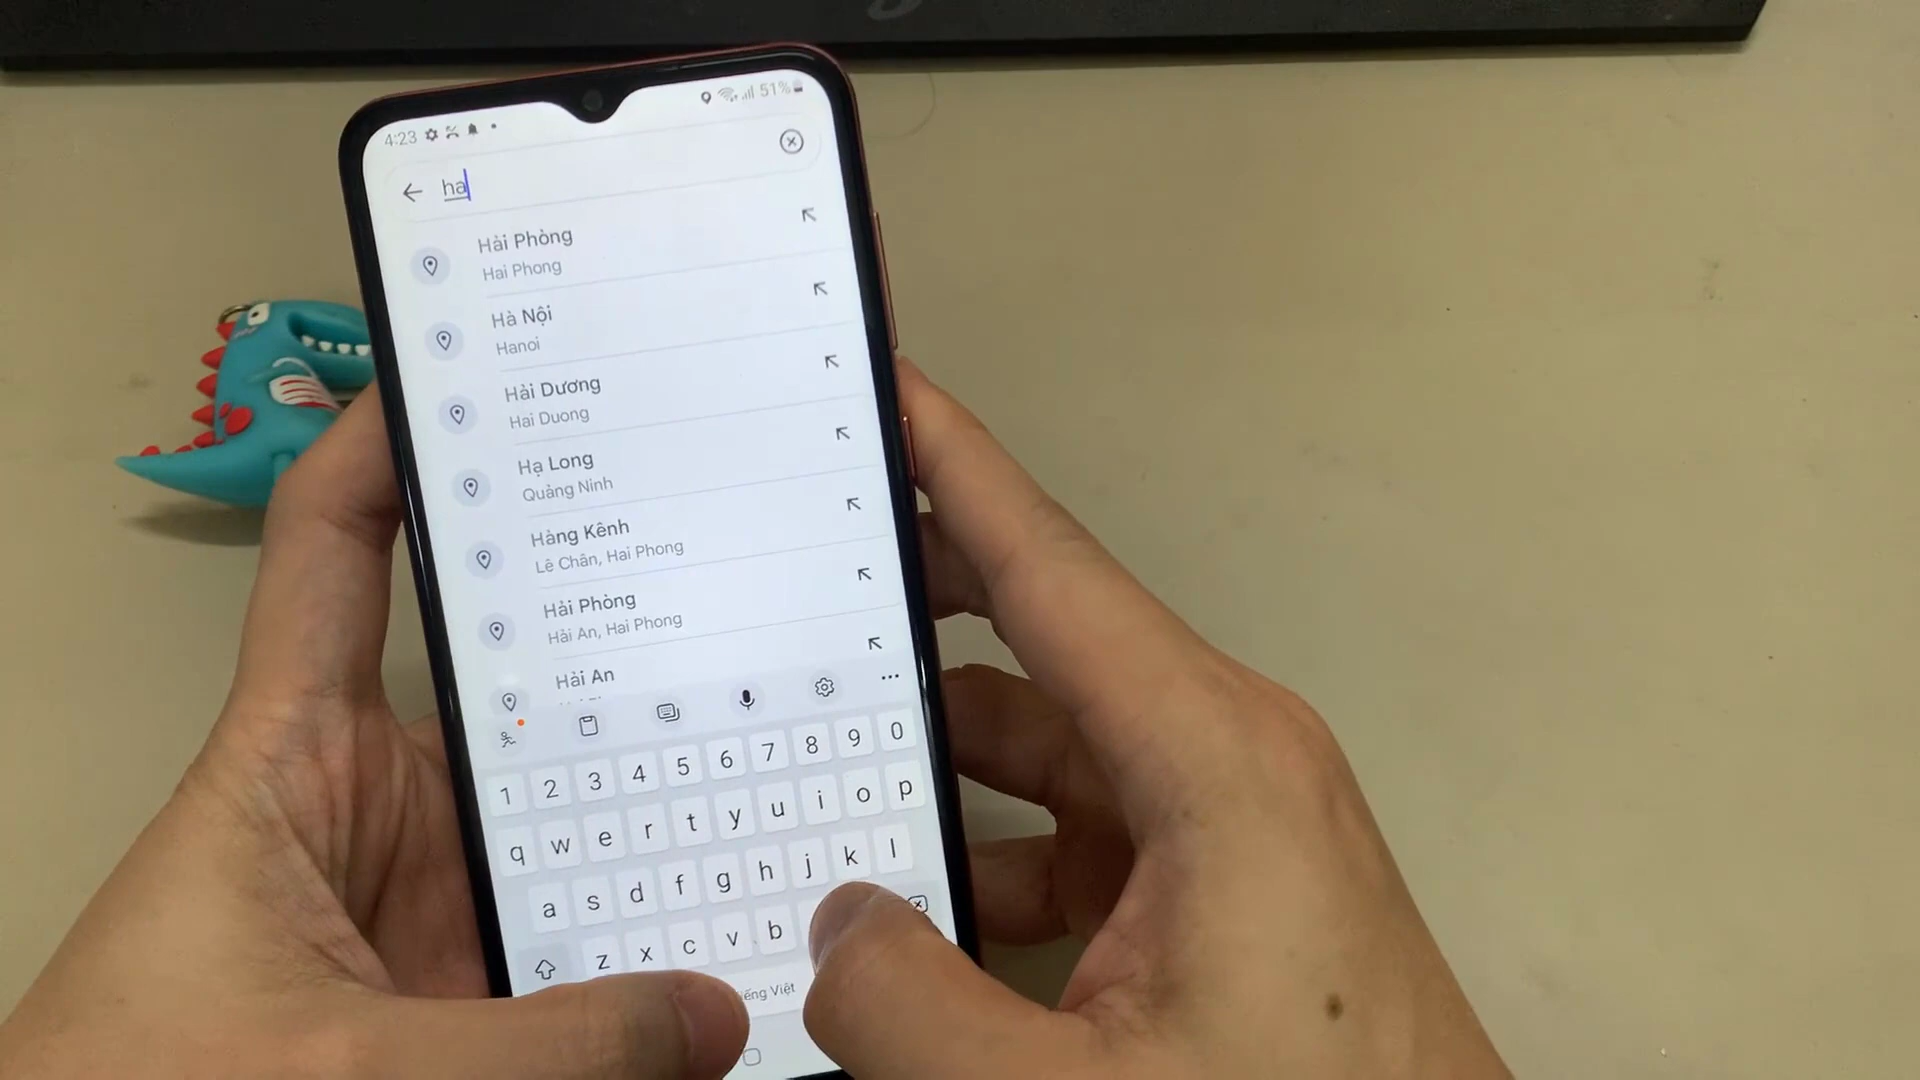 4:23 51%
ha
Hải Phòng
Hai Phong
Hà Nội
Hanoi
Hải Dương
Hai Duong
Hạ Long
Quảng Ninh
Hàng Kênh
Lê Chân, Hai Phong
Hải Phòng
Hải An, Hai Phong
Hải An
1 2 3 4 5 6 7 8 9 0
q w e r t y u i o p
a s d f g h j k l
z x c v b
iếng Việt